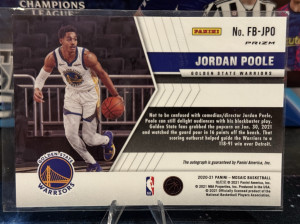 CHAMPIONS
LEAGUE
PANINI
No. FB-JPO
PRIZM
JORDAN POOLE
GOLDEN STATE WARRIORS
Not to be confused with comedian/director Jordan Peele,
Poole can still delight audiences with his blockbuster play.
Golden State fans grabbed the popcorn on Jan. 30, 2021
and watched the guard pour in 16 points off the bench. That
scoring outburst helped guide the Warriors to a
118-91 win over Detroit.
The autograph is guaranteed by Panini America, Inc.
GOLDEN STATE
WARRIORS
2020-21 PANINI - MOSAIC BASKETBALL